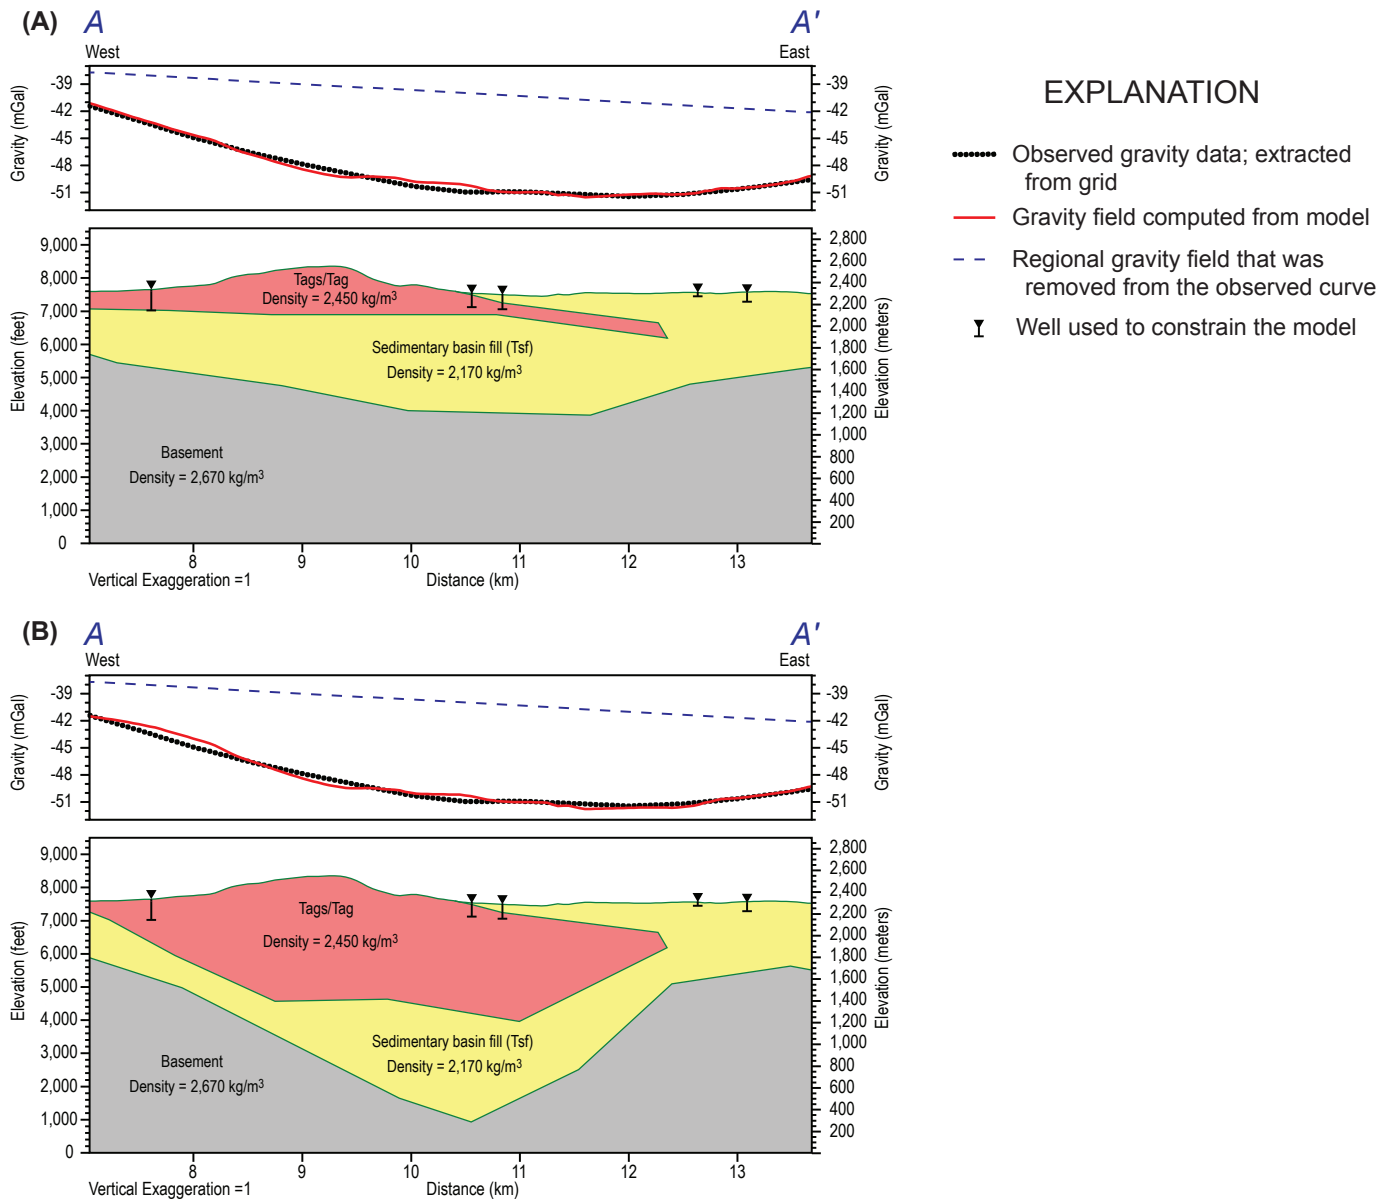 (A)
A
A'
West
East
Gravity (mGal)
-39
-42
-45
-48
-51
-39
-42
-45
-48
-51
Gravity (mGal)
Elevation (feet)
9,000
8,000
7,000
6,000
5,000
4,000
3,000
2,000
1,000
0
Tags/Tag
Density = 2,450 kg/m³
Sedimentary basin fill (Tsf)
Density = 2,170 kg/m³
Basement
Density = 2,670 kg/m³
2,800
2,600
2,400
2,200
2,000
1,800
1,600
1,400
1,200
1,000
800
600
400
200
Elevation (meters)
8
9
10
11
12
13
Vertical Exaggeration =1
Distance (km)
EXPLANATION
Observed gravity data; extracted
from grid
Gravity field computed from model
Regional gravity field that was
removed from the observed curve
Well used to constrain the model
(B)
A
A'
West
East
Gravity (mGal)
-39
-42
-45
-48
-51
-39
-42
-45
-48
-51
Gravity (mGal)
Elevation (feet)
9,000
8,000
7,000
6,000
5,000
4,000
3,000
2,000
1,000
0
Tags/Tag
Density = 2,450 kg/m³
Sedimentary basin fill (Tsf)
Density = 2,170 kg/m³
Basement
Density = 2,670 kg/m³
2,800
2,600
2,400
2,200
2,000
1,800
1,600
1,400
1,200
1,000
800
600
400
200
Elevation (meters)
8
9
10
11
12
13
Vertical Exaggeration =1
Distance (km)